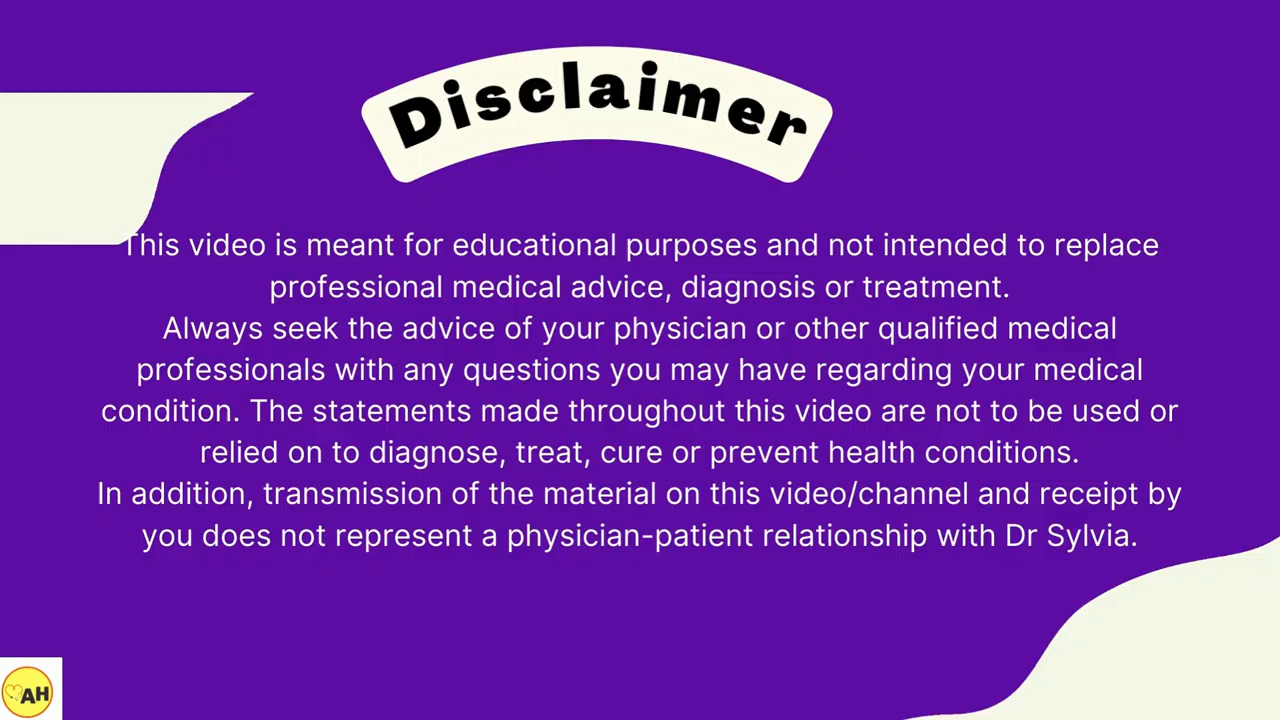 Disclaimer
This video is meant for educational purposes and not intended to replace
professional medical advice, diagnosis or treatment.
Always seek the advice of your physician or other qualified medical
professionals with any questions you may have regarding your medical
condition. The statements made throughout this video are not to be used or
relied on to diagnose, treat, cure or prevent health conditions.
In addition, transmission of the material on this video/channel and receipt by
you does not represent a physician-patient relationship with Dr Sylvia.
AH